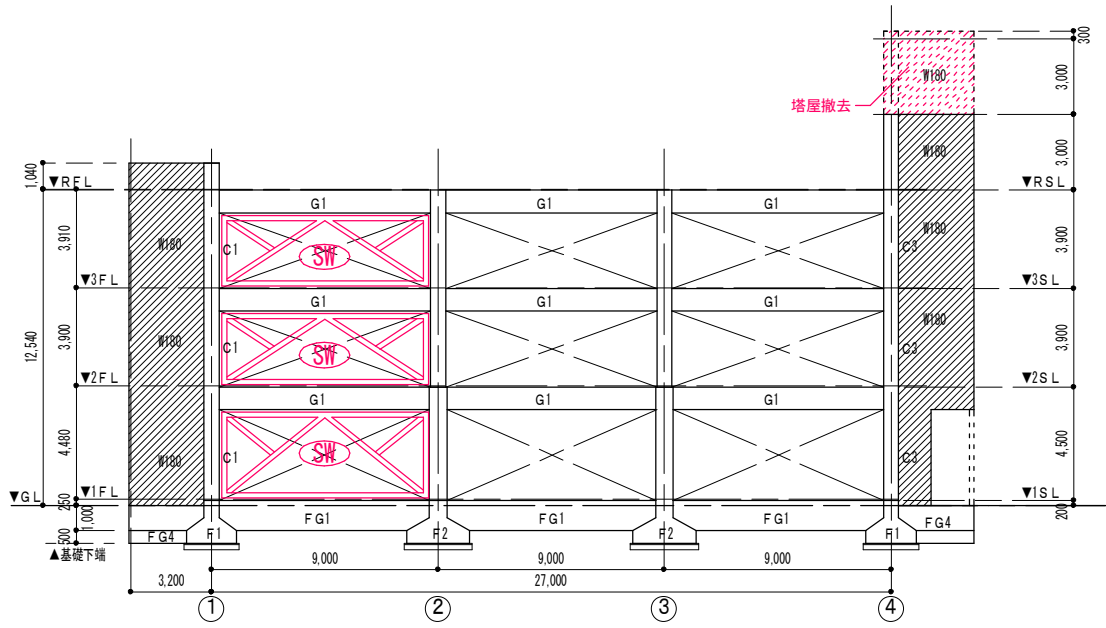 300
W180
3,000
塔屋撤去
W180
3,000
1,040
▼RFL
▼RSL
G1
G1
G1
3,910
W180
C1
SW
C3
W180
3,900
▼3FL
▼3SL
G1
G1
G1
W180
12,540
3,900
W180
C1
SW
C3
3,900
▼2FL
▼2SL
G1
G1
G1
4,480
W180
C1
SW
C3
4,500
▼GL
▼1FL
▼1SL
250
200
1,000
FG1
FG1
FG1
FG4
500
FG4
F1
F2
F2
F1
▲基礎下端
9,000
9,000
9,000
3,200
27,000
1
2
3
4